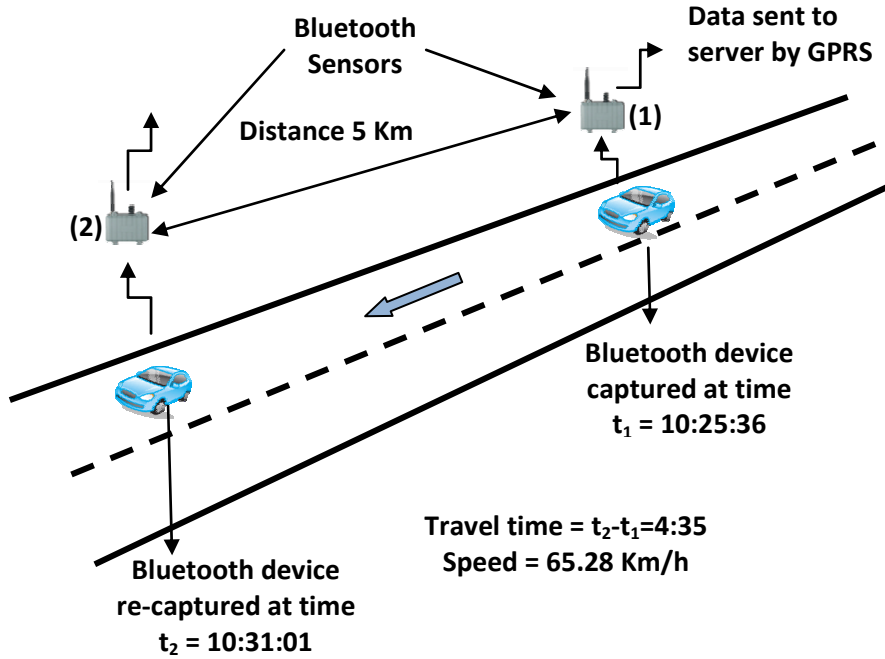 Bluetooth
Sensors
Data sent to
server by GPRS
(1)
Distance 5 Km
(2)
Bluetooth device
captured at time
t₁ = 10:25:36
Travel time = t₂-t₁=4:35
Speed = 65.28 Km/h
Bluetooth device
re-captured at time
t₂ = 10:31:01